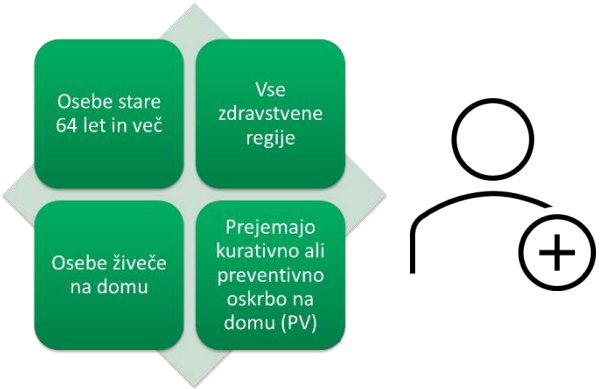 Osebe stare
64 let in več
Vse
zdravstvene
regije
Osebe živeče
na domu
Prejemajo
kurativno ali
preventivno
oskrbo na
domu (PV)